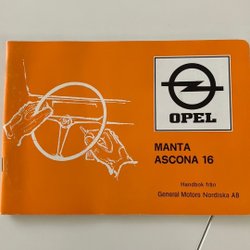 OPEL
MANTA
ASCONA 16
Handbok från
General Motors Nordiska AB